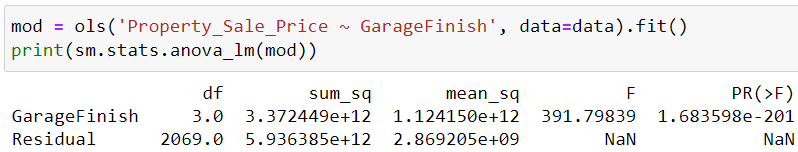 mod = ols('Property_Sale_Price ~ GarageFinish', data=data).fit()
print(sm.stats.anova_lm(mod))
df sum_sq mean_sq F PR(>F)
GarageFinish 3.0 3.372449e+12 1.124150e+12 391.79839 1.683598e-201
Residual 2069.0 5.936385e+12 2.869205e+09 NaN NaN